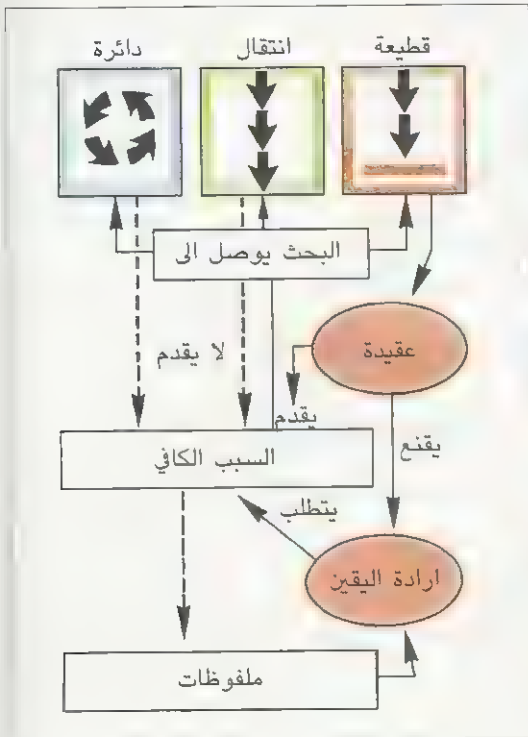 قطيعة
انتقال
دائرة
البحث يوصل الى
عقيدة
لا يقدم
يقدم
يقنع
السبب الكافي
يتطلب
ارادة اليقين
ملفوظات